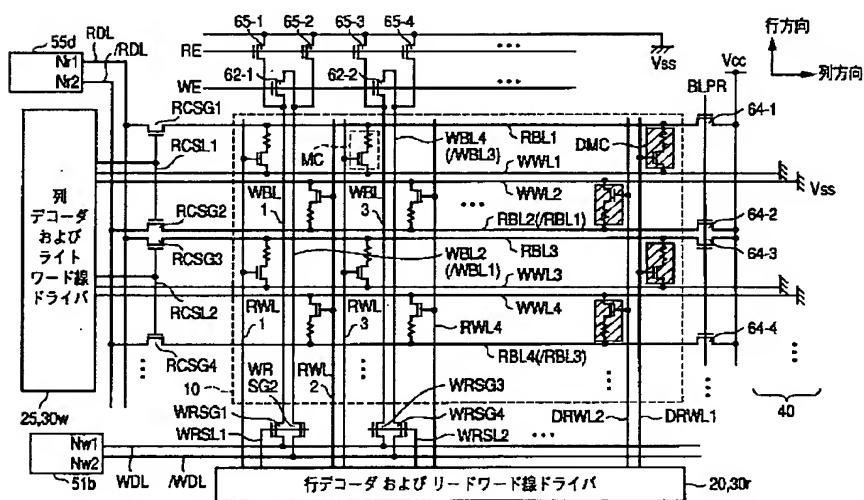 65-1 65-2 65-3 65-4
55d
RDL
/RDL
Nr1
Nr2
RE
WE
62-1
62-2
Vss
行方向
列方向
Vcc
BLPR
RCSG1
RCSL1
RCSG2
RCSG3
RCSL2
RCSG4
列
デコーダ
および
ライト
ワード線
ドライバ
25,30w
MC
DMC
WBL4
(/WBL3)
RBL1
WWL1
WWL2
WBL
1
WBL
3
RBL2(/RBL1)
RBL3
WBL2
(/WBL1)
WWL3
WWL4
RWL
1
RWL
3
RWL4
RBL4(/RBL3)
64-1
Vss
64-2
64-3
64-4
40
10
WR
SG2
RWL
2
WRSG1
WRSL1
WRSG3
WRSG4
WRSL2
DRWL2
DRWL1
Nw1
Nw2
51b
WDL
/WDL
行デコーダ および リードワード線ドライバ
20,30r